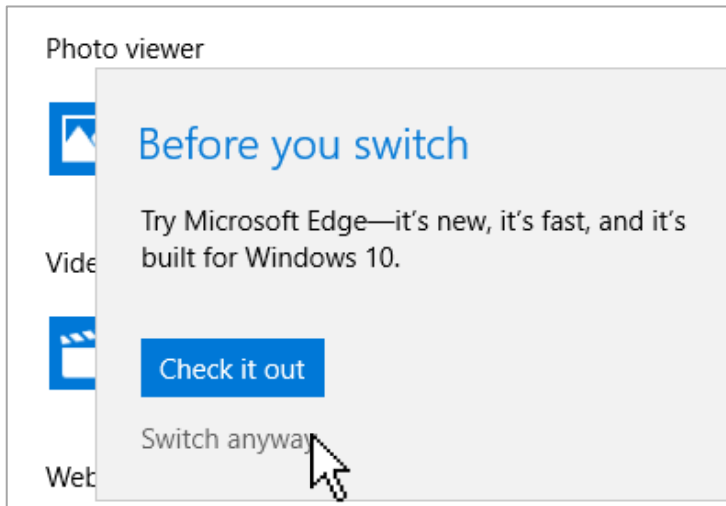 Photo viewer
Before you switch
Try Microsoft Edge—it’s new, it’s fast, and it’s
built for Windows 10.
Vide
Check it out
Switch anyway
Web